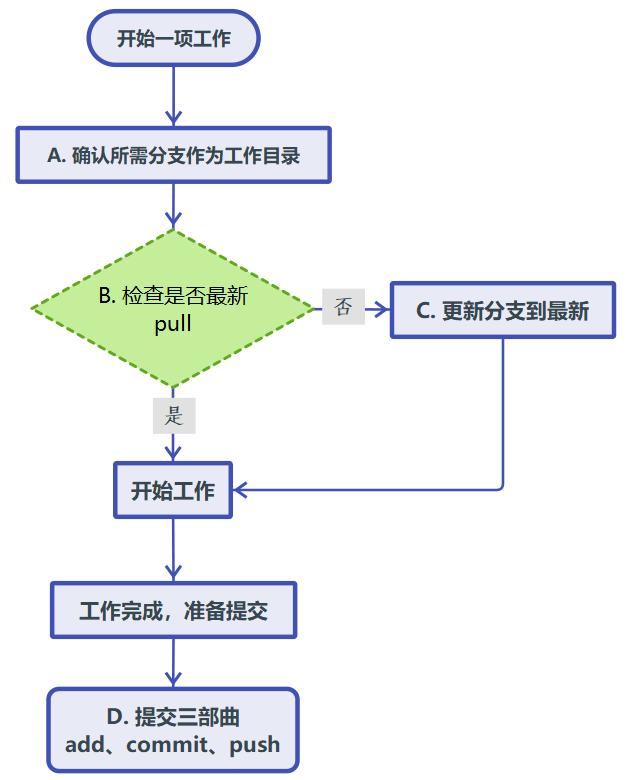 开始一项工作
A. 确认所需分支作为工作目录
B. 检查是否最新
pull
否
C. 更新分支到最新
是
开始工作
工作完成，准备提交
D. 提交三部曲
add、commit、push